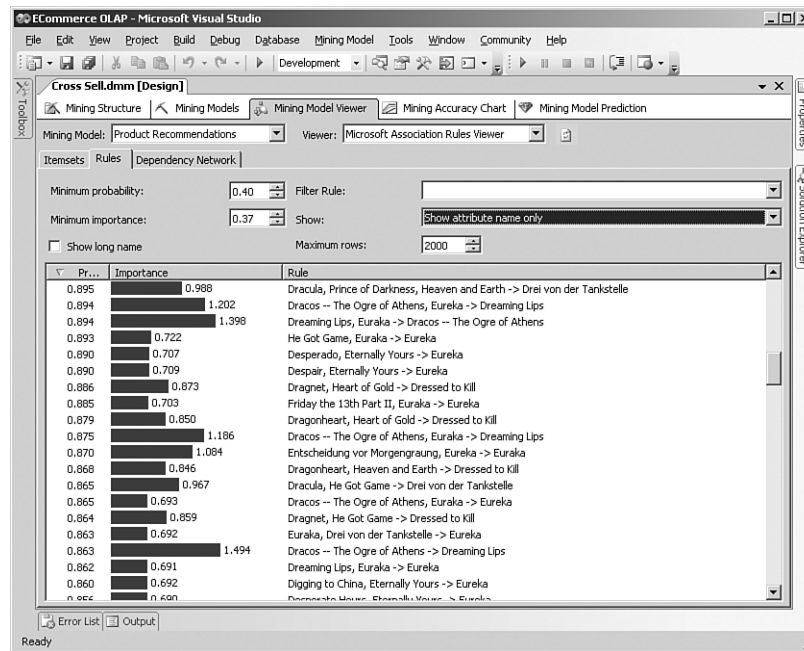 ECommerce OLAP - Microsoft Visual Studio
File Edit View Project Build Debug Database Mining Model Tools Window Community Help
Development
Toolbox
Cross Sell.dmm [Design]
Mining Structure Mining Models Mining Model Viewer Mining Accuracy Chart Mining Model Prediction
Properties
Solution Explorer
Mining Model: Product Recommendations Viewer: Microsoft Association Rules Viewer
Itemsets Rules Dependency Network
Minimum probability: 0.40 Filter Rule:
Minimum importance: 0.37 Show: Show attribute name only
Show long name Maximum rows: 2000
Pr... Importance Rule
0.895 0.988 Dracula, Prince of Darkness, Heaven and Earth -> Drei von der Tankstelle
0.894 1.202 Dracos -- The Ogre of Athens, Eureka -> Dreaming Lips
0.894 1.398 Dreaming Lips, Euraka -> Dracos -- The Ogre of Athens
0.893 0.722 He Got Game, Euraka -> Eureka
0.890 0.707 Desperado, Eternally Yours -> Eureka
0.890 0.709 Despair, Eternally Yours -> Eureka
0.886 0.873 Dragnet, Heart of Gold -> Dressed to Kill
0.885 0.703 Friday the 13th Part II, Euraka -> Eureka
0.879 0.850 Dragonheart, Heart of Gold -> Dressed to Kill
0.875 1.186 Dracos -- The Ogre of Athens, Euraka -> Dreaming Lips
0.870 1.084 Entscheidung vor Morgengraung, Eureka -> Euraka
0.868 0.846 Dragonheart, Heaven and Earth -> Dressed to Kill
0.865 0.967 Dracula, He Got Game -> Drei von der Tankstelle
0.865 0.693 Dracos -- The Ogre of Athens, Euraka -> Eureka
0.864 0.859 Dragnet, He Got Game -> Dressed to Kill
0.863 0.692 Euraka, Drei von der Tankstelle -> Eureka
0.863 1.494 Dracos -- The Ogre of Athens -> Dreaming Lips
0.862 0.691 Dreaming Lips, Euraka -> Eureka
0.860 0.692 Digging to China, Eternally Yours -> Eureka
0.856 0.690 Desperate Hours, Eternally Yours -> Eureka
Error List Output
Ready